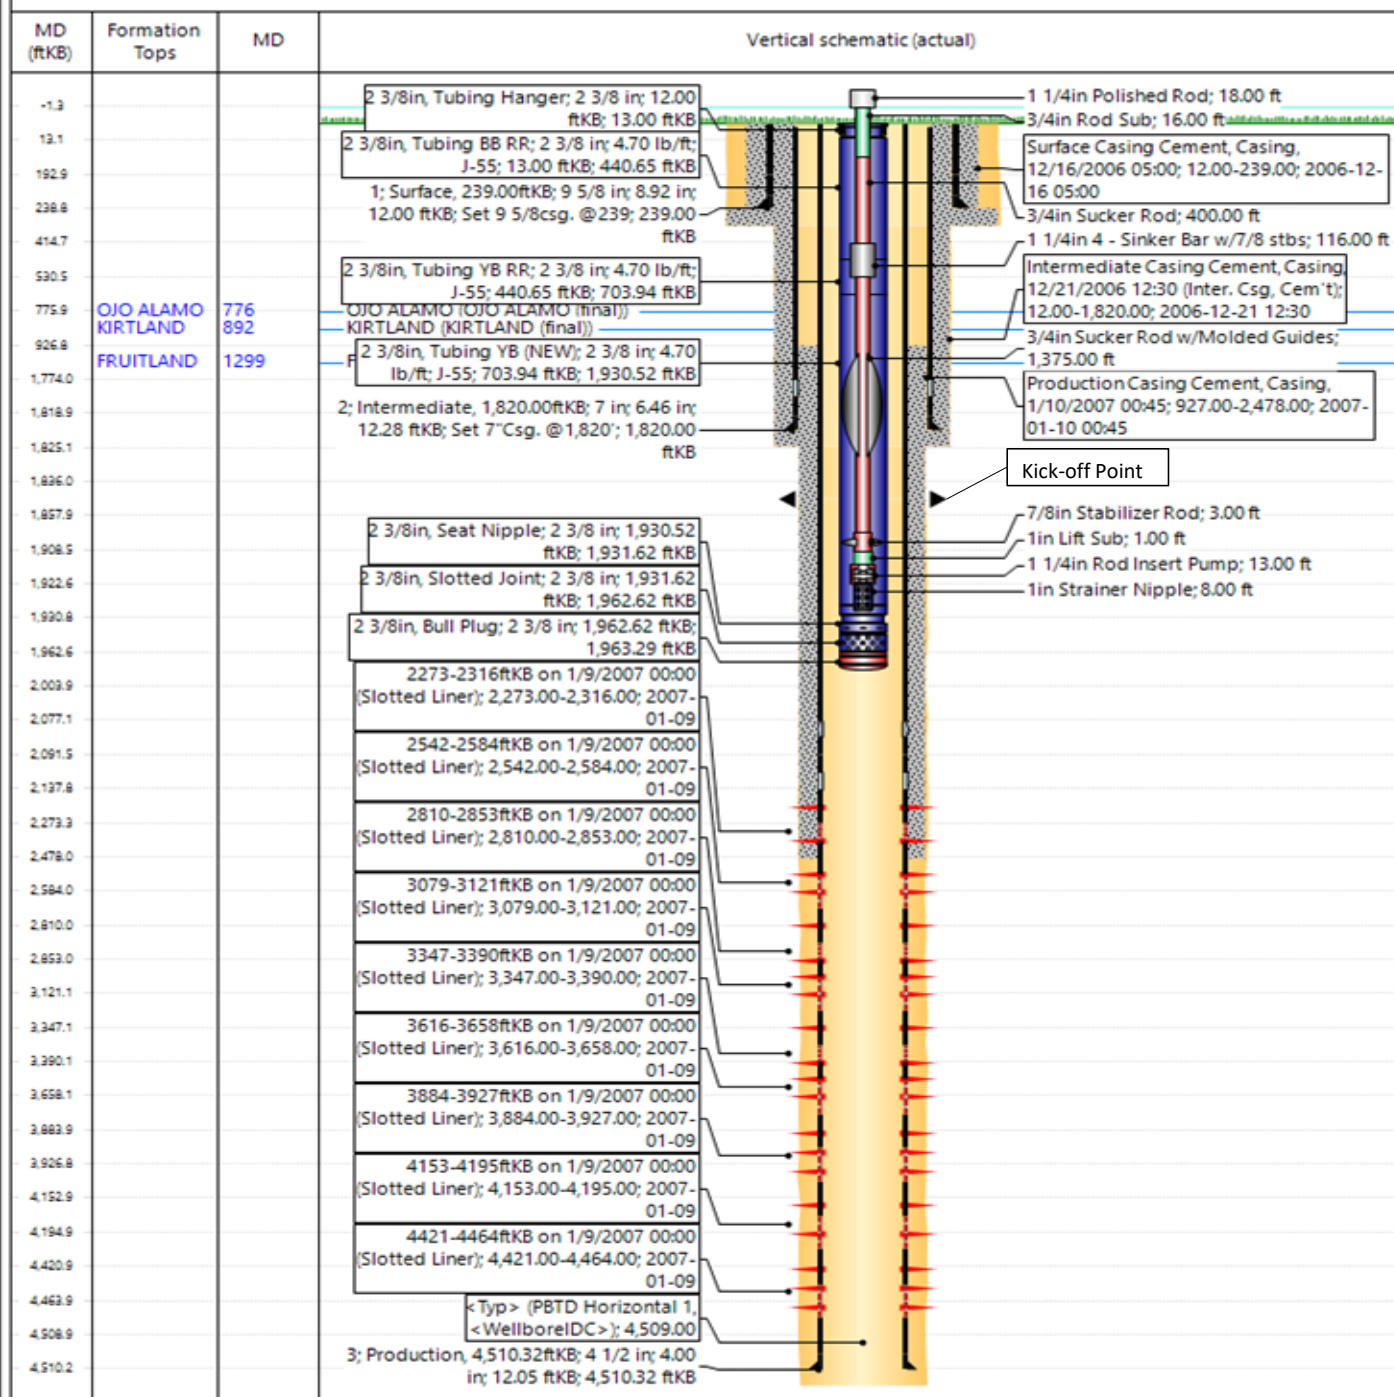 MD
(ftKB)
Formation
Tops
MD
Vertical schematic (actual)
-1.3
13.1
192.9
238.8
414.7
530.5
775.9
926.8
1,774.0
1,818.9
1,825.1
1,836.0
1,857.9
1,908.5
1,922.6
1,930.8
1,962.6
2,003.9
2,077.1
2,091.5
2,137.8
2,273.3
2,478.0
2,584.0
2,810.0
2,853.0
3,121.1
3,347.1
3,390.1
3,658.1
3,883.9
3,926.8
4,152.9
4,194.9
4,420.9
4,463.9
4,508.9
4,510.2
OJO ALAMO 776
KIRTLAND 892
FRUITLAND 1299
2 3/8in, Tubing Hanger; 2 3/8 in; 12.00
ftKB; 13.00 ftKB
2 3/8in, Tubing BB RR; 2 3/8 in; 4.70 lb/ft;
J-55; 13.00 ftKB; 440.65 ftKB
1; Surface, 239.00ftKB; 9 5/8 in; 8.92 in;
12.00 ftKB; Set 9 5/8csg. @239; 239.00
ftKB
2 3/8in, Tubing YB RR; 2 3/8 in; 4.70 lb/ft;
J-55; 440.65 ftKB; 703.94 ftKB
OJO ALAMO (OJO ALAMO (final))
KIRTLAND (KIRTLAND (final))
F
2 3/8in, Tubing YB (NEW); 2 3/8 in; 4.70
lb/ft; J-55; 703.94 ftKB; 1,930.52 ftKB
2; Intermediate, 1,820.00ftKB; 7 in; 6.46 in;
12.28 ftKB; Set 7"Csg. @1,820'; 1,820.00
ftKB
2 3/8in, Seat Nipple; 2 3/8 in; 1,930.52
ftKB; 1,931.62 ftKB
2 3/8in, Slotted Joint; 2 3/8 in; 1,931.62
ftKB; 1,962.62 ftKB
2 3/8in, Bull Plug; 2 3/8 in; 1,962.62 ftKB;
1,963.29 ftKB
2273-2316ftKB on 1/9/2007 00:00
(Slotted Liner); 2,273.00-2,316.00; 2007-
01-09
2542-2584ftKB on 1/9/2007 00:00
(Slotted Liner); 2,542.00-2,584.00; 2007-
01-09
2810-2853ftKB on 1/9/2007 00:00
(Slotted Liner); 2,810.00-2,853.00; 2007-
01-09
3079-3121ftKB on 1/9/2007 00:00
(Slotted Liner); 3,079.00-3,121.00; 2007-
01-09
3347-3390ftKB on 1/9/2007 00:00
(Slotted Liner); 3,347.00-3,390.00; 2007-
01-09
3616-3658ftKB on 1/9/2007 00:00
(Slotted Liner); 3,616.00-3,658.00; 2007-
01-09
3884-3927ftKB on 1/9/2007 00:00
(Slotted Liner); 3,884.00-3,927.00; 2007-
01-09
4153-4195ftKB on 1/9/2007 00:00
(Slotted Liner); 4,153.00-4,195.00; 2007-
01-09
4421-4464ftKB on 1/9/2007 00:00
(Slotted Liner); 4,421.00-4,464.00; 2007-
01-09
<Typ> (PBTD Horizontal 1,
<WellboreIDC>); 4,509.00
3; Production, 4,510.32ftKB; 4 1/2 in; 4.00
in; 12.05 ftKB; 4,510.32 ftKB
1 1/4in Polished Rod; 18.00 ft
3/4in Rod Sub; 16.00 ft
Surface Casing Cement, Casing,
12/16/2006 05:00; 12.00-239.00; 2006-12-
16 05:00
3/4in Sucker Rod; 400.00 ft
1 1/4in 4 - Sinker Bar w/7/8 stbs; 116.00 ft
Intermediate Casing Cement, Casing,
12/21/2006 12:30 (Inter. Csg, Cem't);
12.00-1,820.00; 2006-12-21 12:30
3/4in Sucker Rod w/Molded Guides;
1,375.00 ft
Production Casing Cement, Casing,
1/10/2007 00:45; 927.00-2,478.00; 2007-
01-10 00:45
Kick-off Point
7/8in Stabilizer Rod; 3.00 ft
1in Lift Sub; 1.00 ft
1 1/4in Rod Insert Pump; 13.00 ft
1in Strainer Nipple; 8.00 ft